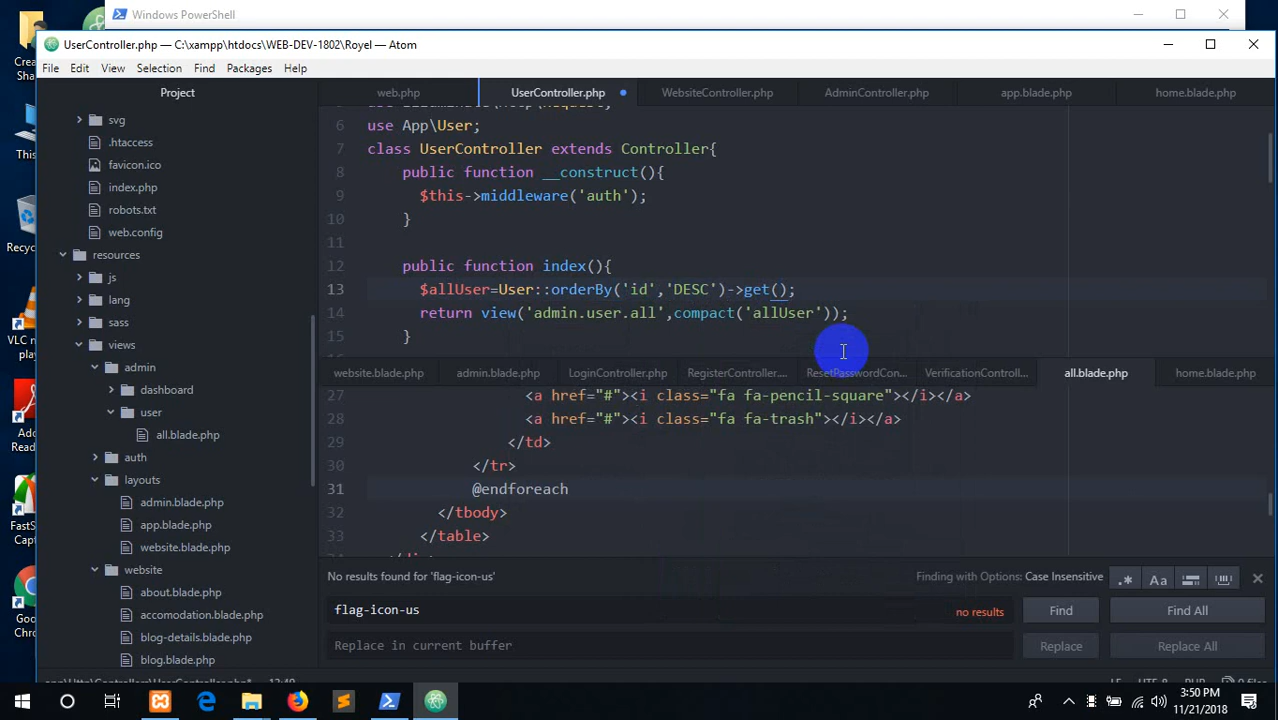 Windows PowerShell
UserController.php — C:\xampp\htdocs\WEB-DEV-1802\Royel — Atom
File Edit View Selection Find Packages Help
Project
web.php UserController.php WebsiteController.php AdminController.php app.blade.php home.blade.php
svg
.htaccess
favicon.ico
index.php
robots.txt
web.config
resources
js
lang
sass
views
admin
dashboard
user
all.blade.php
auth
layouts
admin.blade.php
app.blade.php
website.blade.php
website
about.blade.php
accomodation.blade.php
blog-details.blade.php
blog.blade.php
6 use App\User;
7 class UserController extends Controller{
8 public function __construct(){
9 $this->middleware('auth');
10 }
11
12 public function index(){
13 $allUser=User::orderBy('id','DESC')->get();
14 return view('admin.user.all',compact('allUser'));
15 }
website.blade.php admin.blade.php LoginController.php RegisterController.... ResetPasswordCon... VerificationControll... all.blade.php home.blade.php
27 <a href="#"><i class="fa fa-pencil-square"></i></a>
28 <a href="#"><i class="fa fa-trash"></i></a>
29 </td>
30 </tr>
31 @endforeach
32 </tbody>
33 </table>
No results found for 'flag-icon-us'
Finding with Options: Case Insensitive
.* Aa
flag-icon-us no results Find Find All
Replace in current buffer Replace Replace All
3:50 PM
11/21/2018